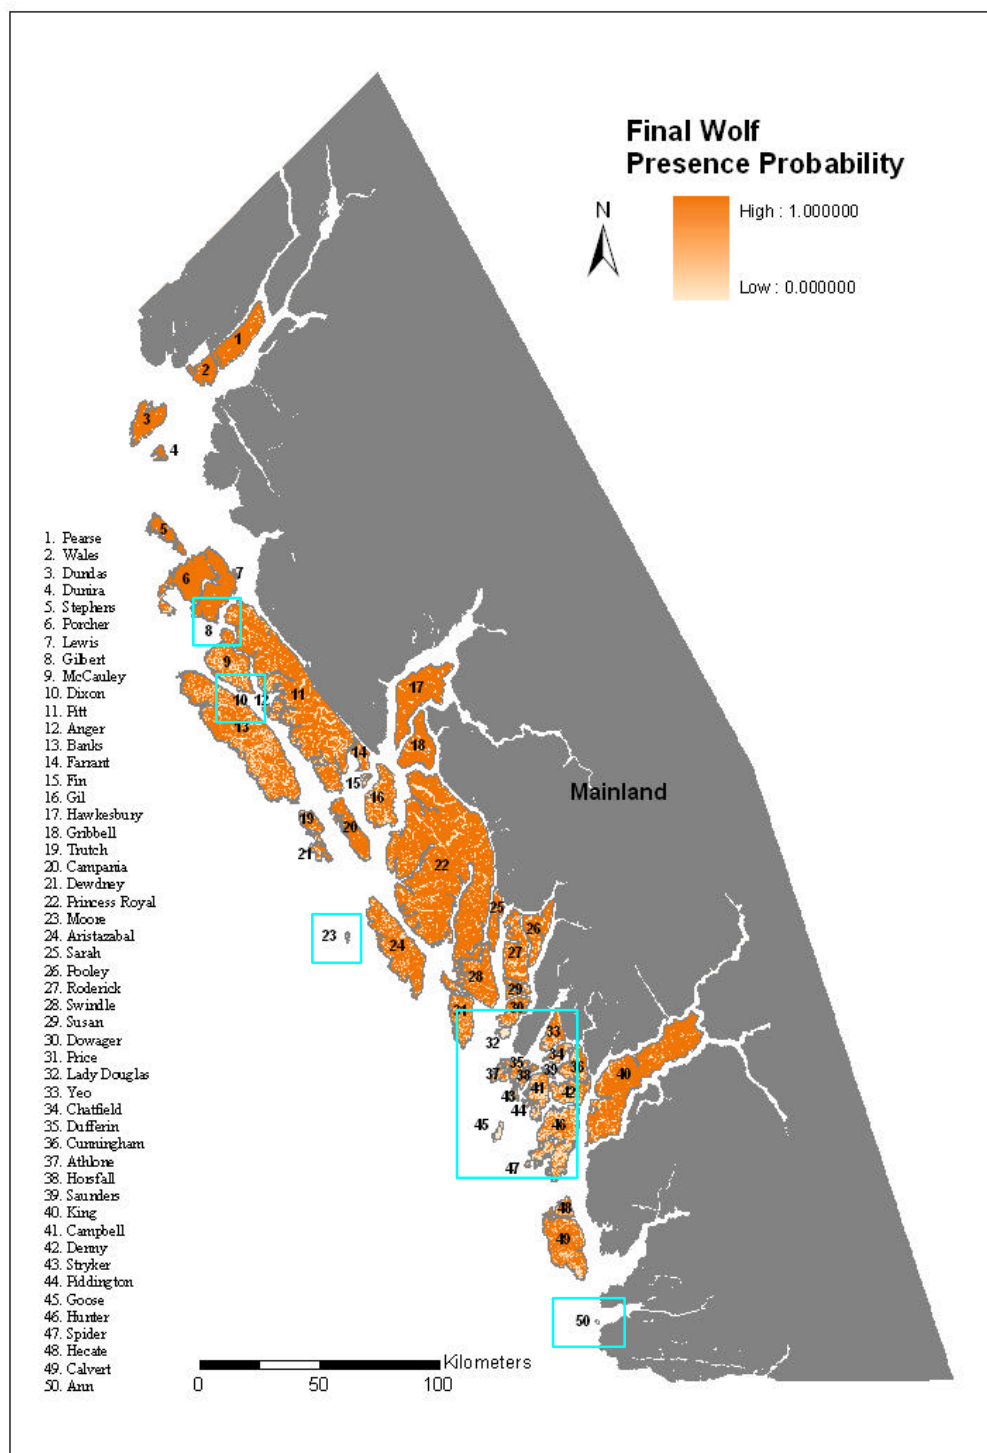 Final Wolf
Presence Probability
N
High : 1.000000
Low : 0.000000
1
2
3
4
5
6
7
8
9
10
12
11
13
14
15
16
17
18
19
20
21
22
23
24
25
26
27
28
29
30
31
32
33
34
35
36
37
38
39
40
41
42
43
44
45
46
47
48
49
50
Mainland
1. Pearse
2. Wales
3. Dundas
4. Dunira
5. Stephens
6. Porcher
7. Lewis
8. Gilbert
9. McCauley
10. Dixon
11. Pitt
12. Anger
13. Banks
14. Farrant
15. Fin
16. Gil
17. Hawkesbury
18. Gribbell
19. Trutch
20. Campania
21. Dewdney
22. Princess Royal
23. Moore
24. Aristazabal
25. Sarah
26. Pooley
27. Roderick
28. Swindle
29. Susan
30. Dowager
31. Price
32. Lady Douglas
33. Yeo
34. Chatfield
35. Dufferin
36. Cunningham
37. Athlone
38. Horsfall
39. Saunders
40. King
41. Campbell
42. Denny
43. Stryker
44. Piddington
45. Goose
46. Hunter
47. Spider
48. Hecate
49. Calvert
50. Ann
Kilometers
0 50 100